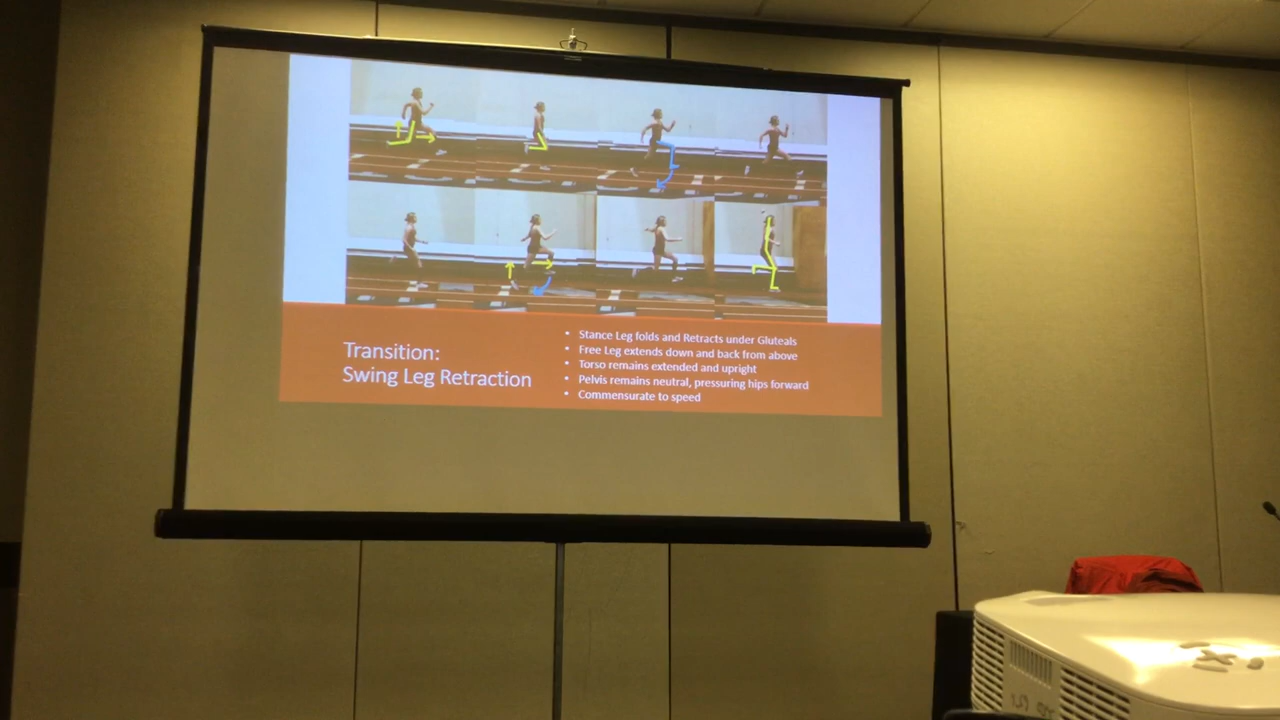 Transition:
Swing Leg Retraction
• Stance Leg folds and Retracts under Gluteals
• Free Leg extends down and back from above
• Torso remains extended and upright
• Pelvis remains neutral, pressuring hips forward
• Commensurate to speed